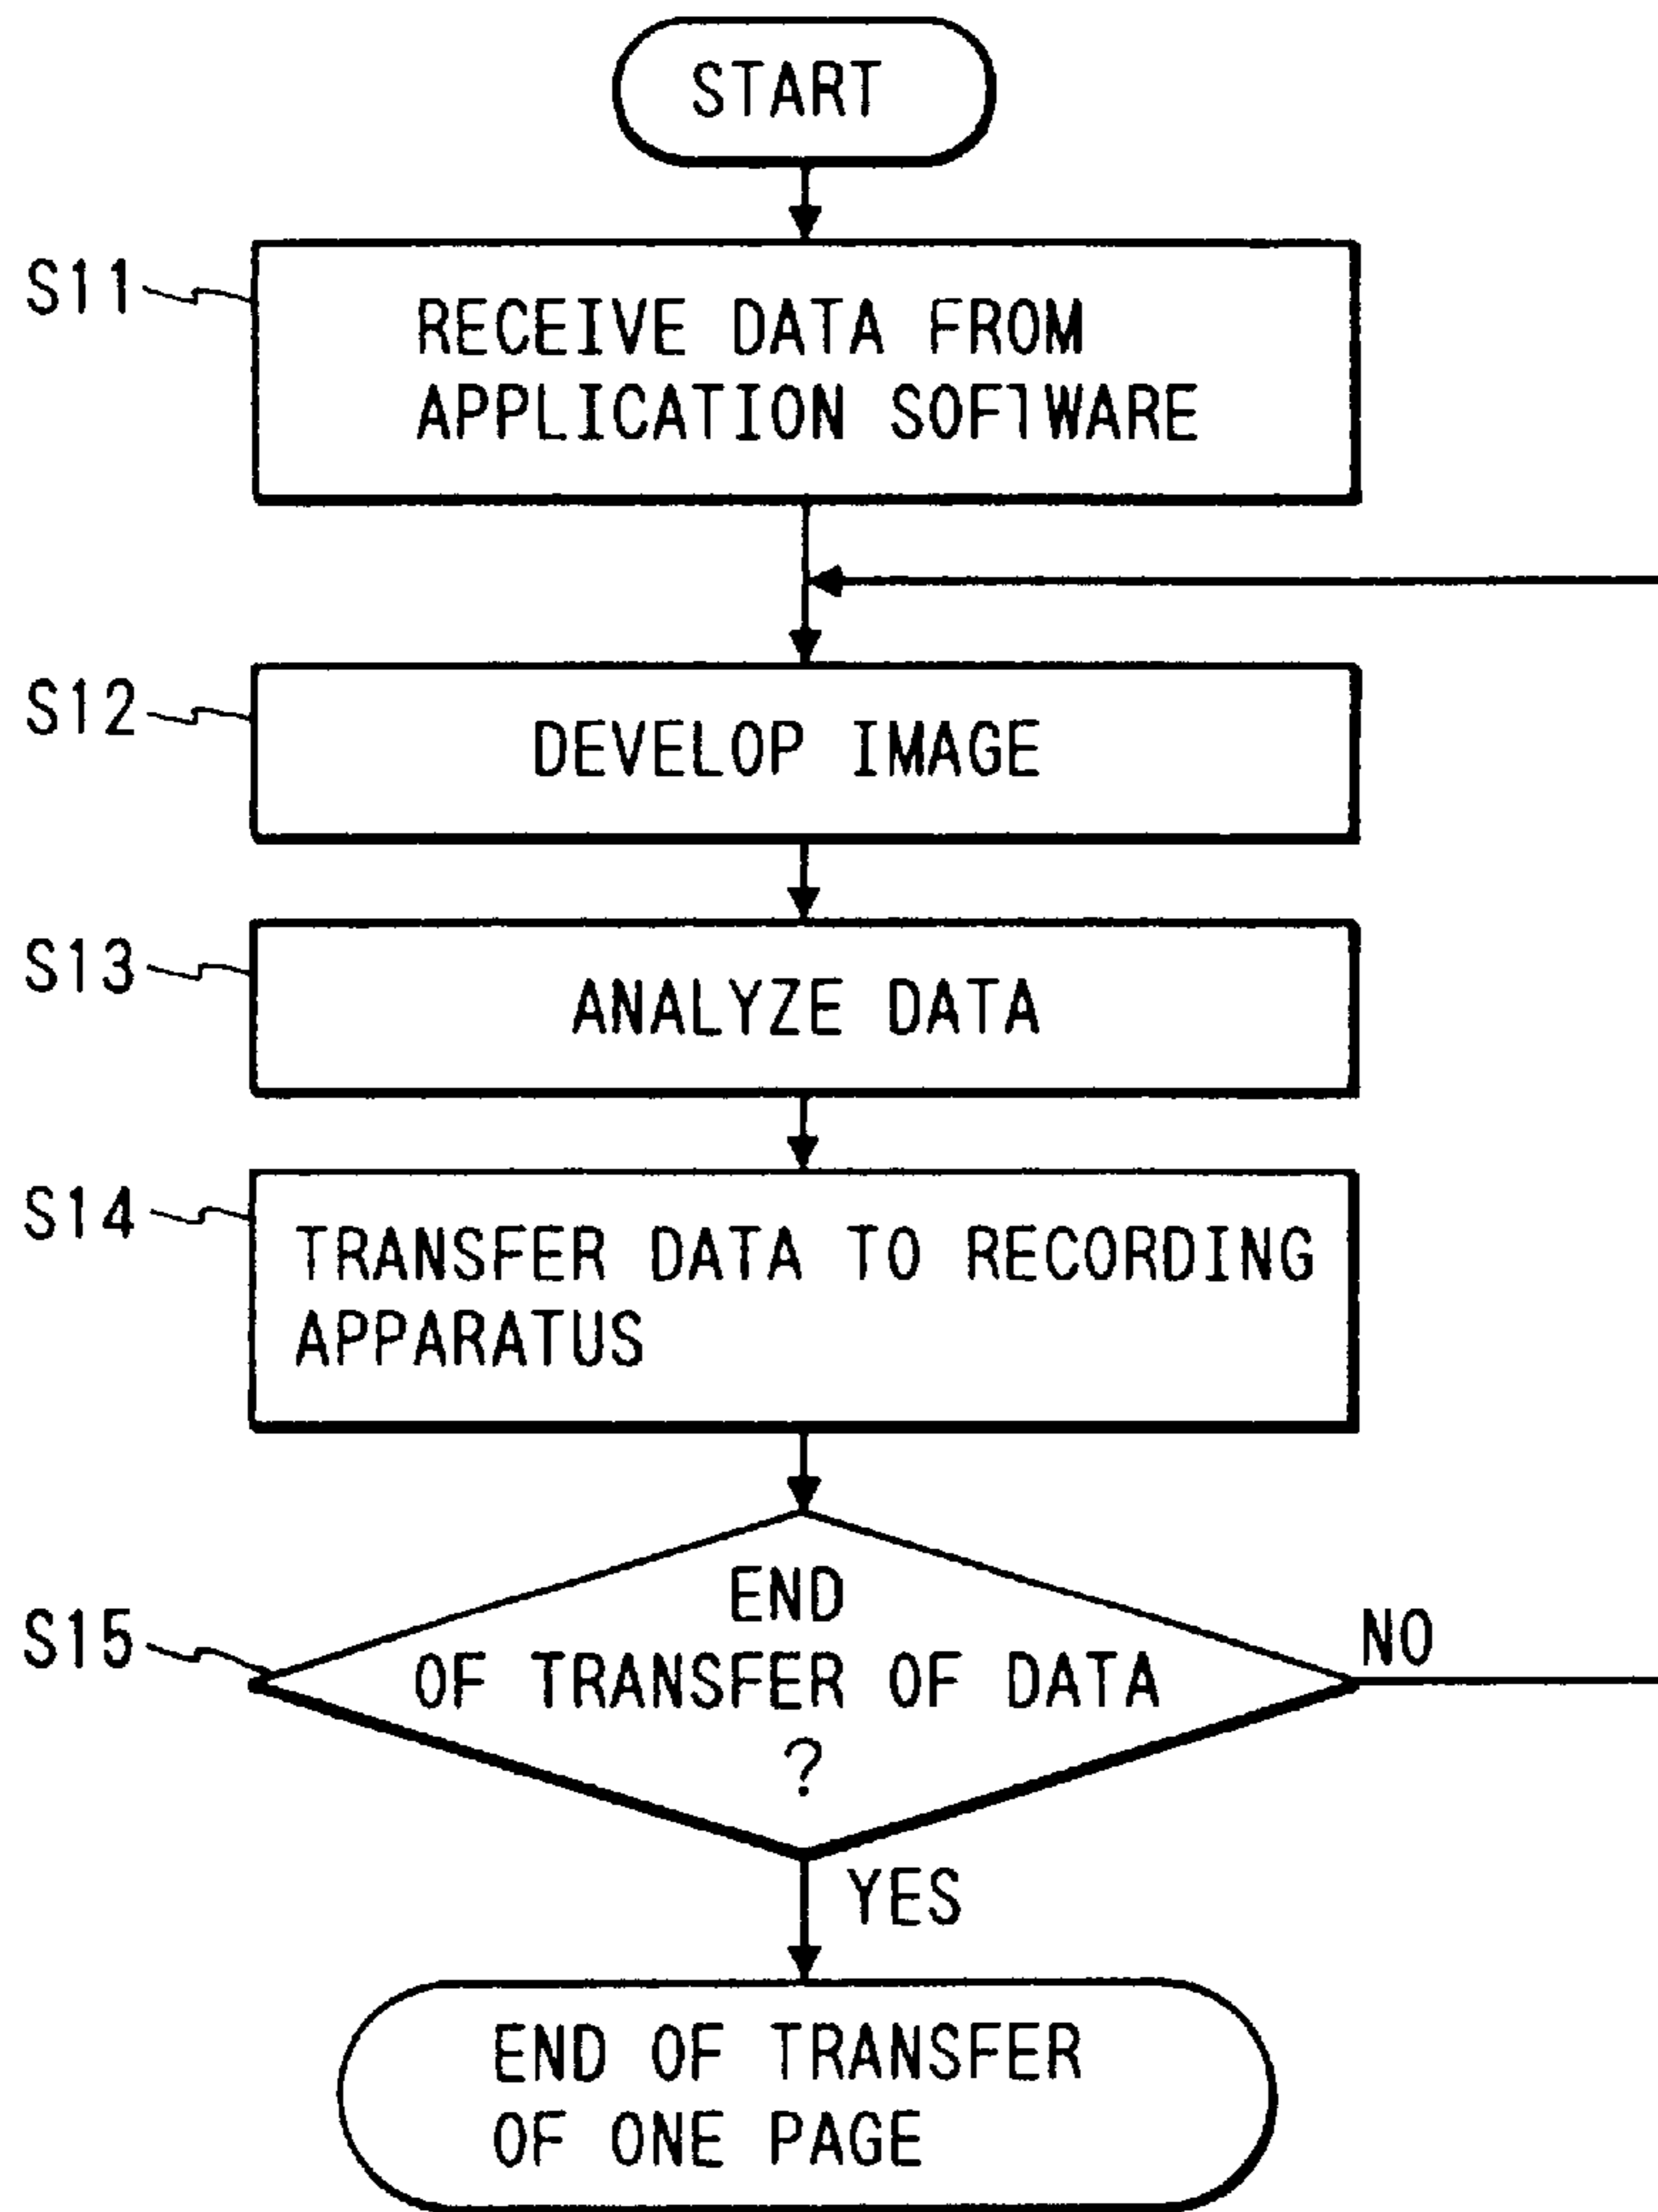 START
S11
RECEIVE DATA FROM
APPLICATION SOFTWARE
S12
DEVELOP IMAGE
S13
ANALYZE DATA
S14
TRANSFER DATA TO RECORDING
APPARATUS
S15
END
OF TRANSFER OF DATA
?
NO
YES
END OF TRANSFER
OF ONE PAGE